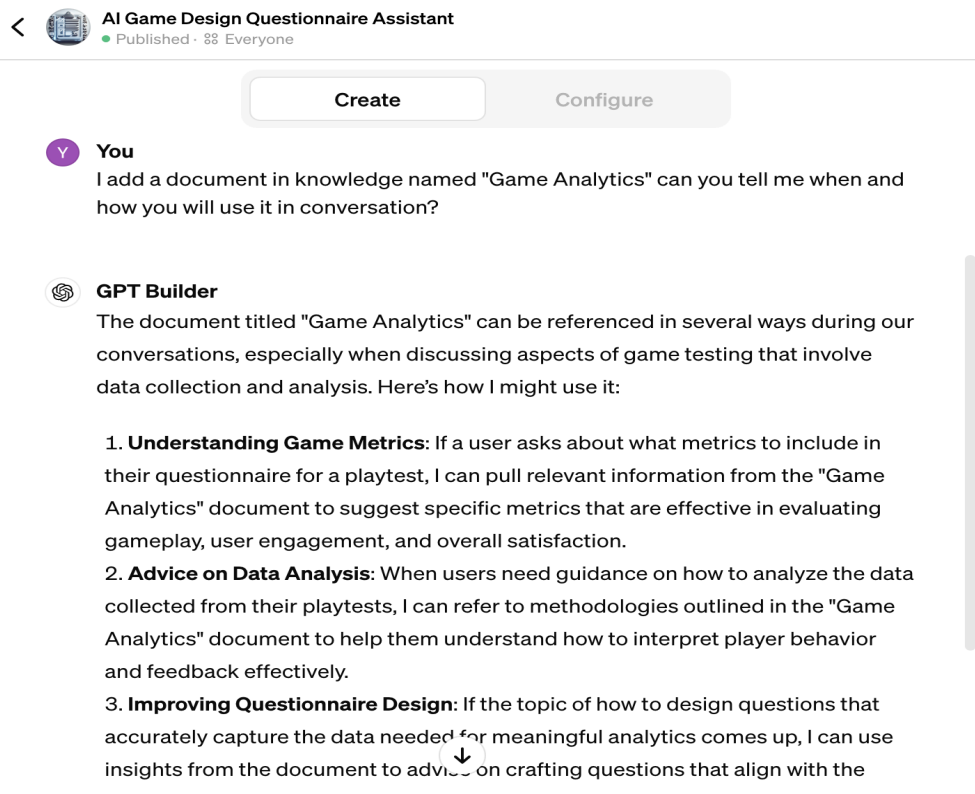 AI Game Design Questionnaire Assistant
Published · Everyone
Create
Configure
Y
You
I add a document in knowledge named "Game Analytics" can you tell me when and
how you will use it in conversation?
GPT Builder
The document titled "Game Analytics" can be referenced in several ways during our
conversations, especially when discussing aspects of game testing that involve
data collection and analysis. Here's how I might use it:
1. Understanding Game Metrics: If a user asks about what metrics to include in
their questionnaire for a playtest, I can pull relevant information from the "Game
Analytics" document to suggest specific metrics that are effective in evaluating
gameplay, user engagement, and overall satisfaction.
2. Advice on Data Analysis: When users need guidance on how to analyze the data
collected from their playtests, I can refer to methodologies outlined in the "Game
Analytics" document to help them understand how to interpret player behavior
and feedback effectively.
3. Improving Questionnaire Design: If the topic of how to design questions that
accurately capture the data needed for meaningful analytics comes up, I can use
insights from the document to advise on crafting questions that align with the